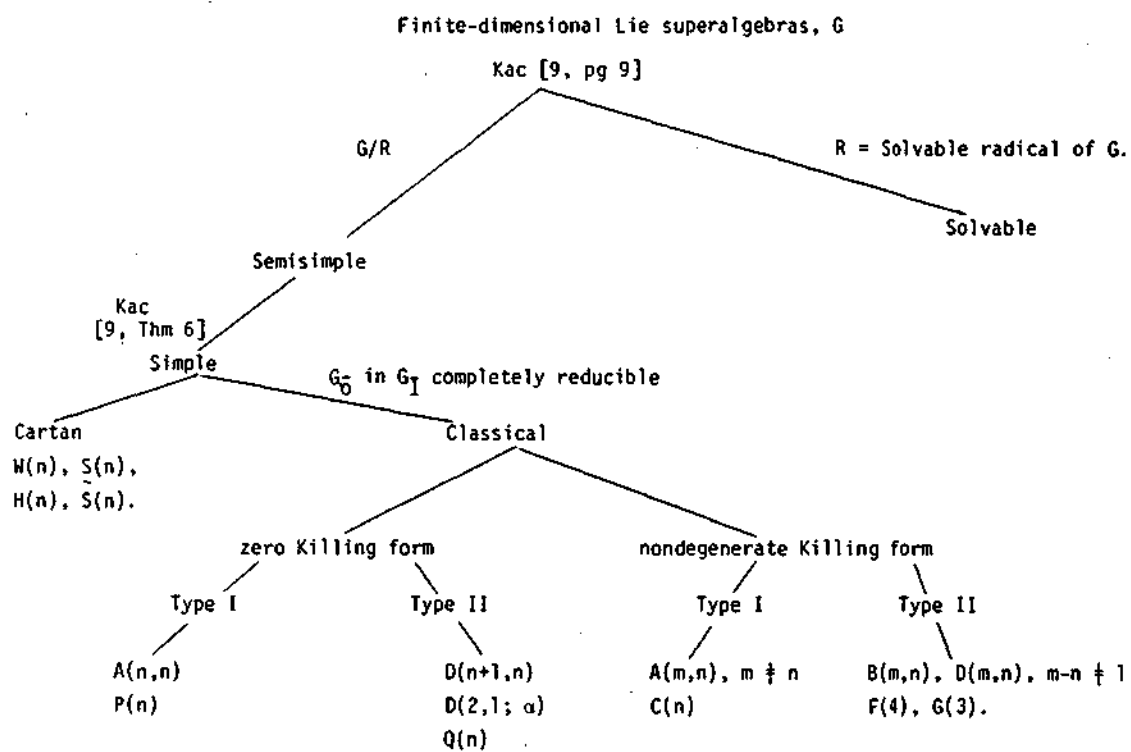 Finite-dimensional Lie superalgebras, G
Kac [9, pg 9]
G/R
R = Solvable radical of G.
Solvable
Semisimple
Kac
[9, Thm 6]
Simple
G_0̄ in G_1̄ completely reducible
Cartan
Classical
W(n), S(n),
H(n), S̃(n).
zero Killing form
nondegenerate Killing form
Type I
Type II
Type I
Type II
A(n,n)
D(n+1,n)
A(m,n), m ≠ n
B(m,n), D(m,n), m-n ≠ 1
P(n)
D(2,1; α)
C(n)
F(4), G(3).
Q(n)